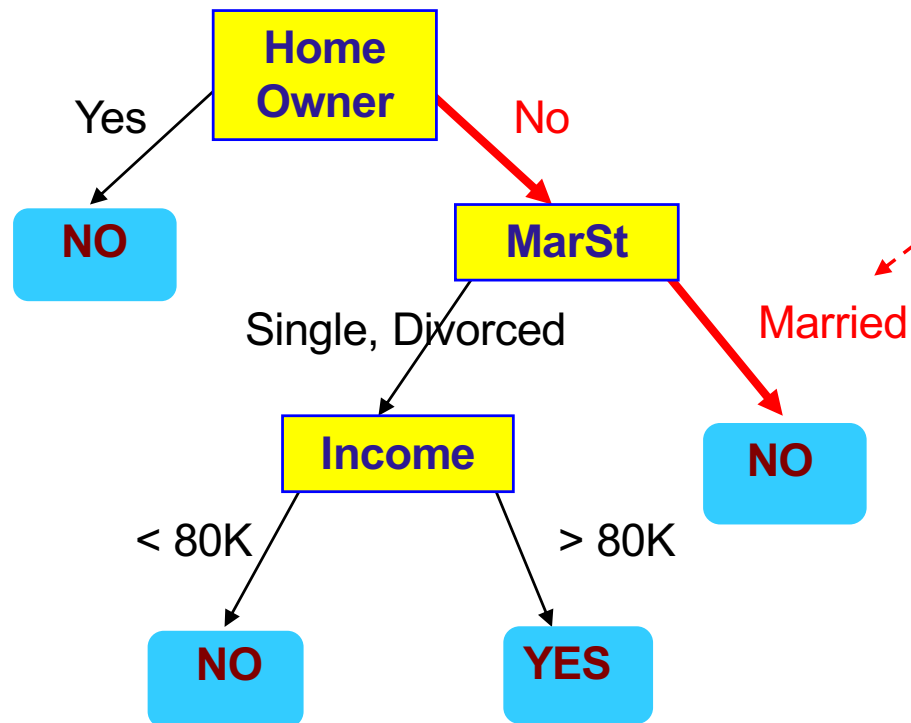 Home
Owner
Yes
No
NO
MarSt
Single, Divorced
Married
Income
NO
< 80K
> 80K
NO
YES